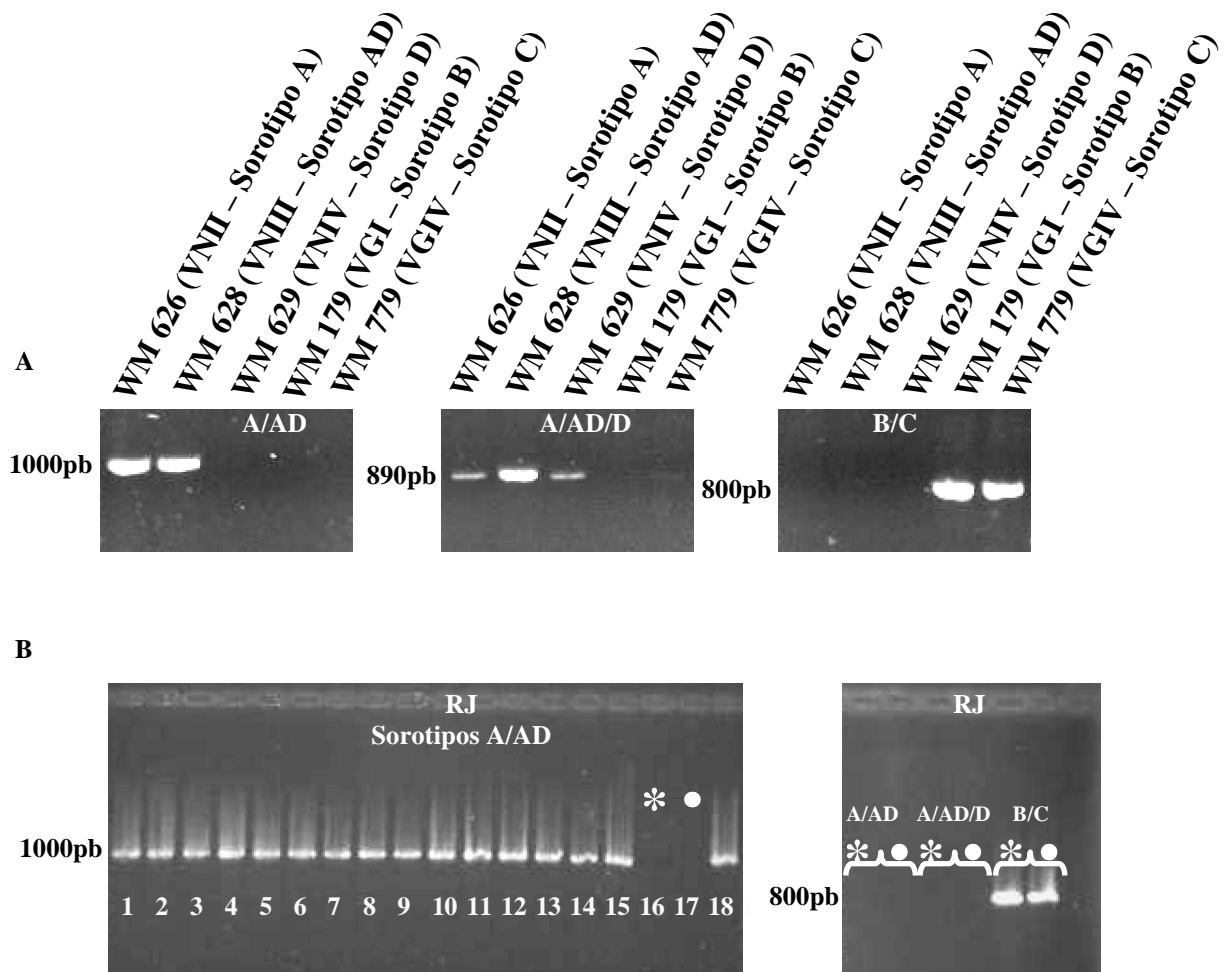 WM 626 (VNII – Sorotipo A)
WM 628 (VNIII – Sorotipo AD)
WM 629 (VNIV – Sorotipo D)
WM 179 (VGI – Sorotipo B)
WM 779 (VGIV – Sorotipo C)
WM 626 (VNII – Sorotipo A)
WM 628 (VNIII – Sorotipo AD)
WM 629 (VNIV – Sorotipo D)
WM 179 (VGI – Sorotipo B)
WM 779 (VGIV – Sorotipo C)
WM 626 (VNII – Sorotipo A)
WM 628 (VNIII – Sorotipo AD)
WM 629 (VNIV – Sorotipo D)
WM 179 (VGI – Sorotipo B)
WM 779 (VGIV – Sorotipo C)
A
A/AD
1000pb
A/AD/D
890pb
B/C
800pb
B
RJ
Sorotipos A/AD
* ●
1000pb
1 2 3 4 5 6 7 8 9 10 11 12 13 14 15 16 17 18
RJ
A/AD A/AD/D B/C
* ● * ● * ●
800pb